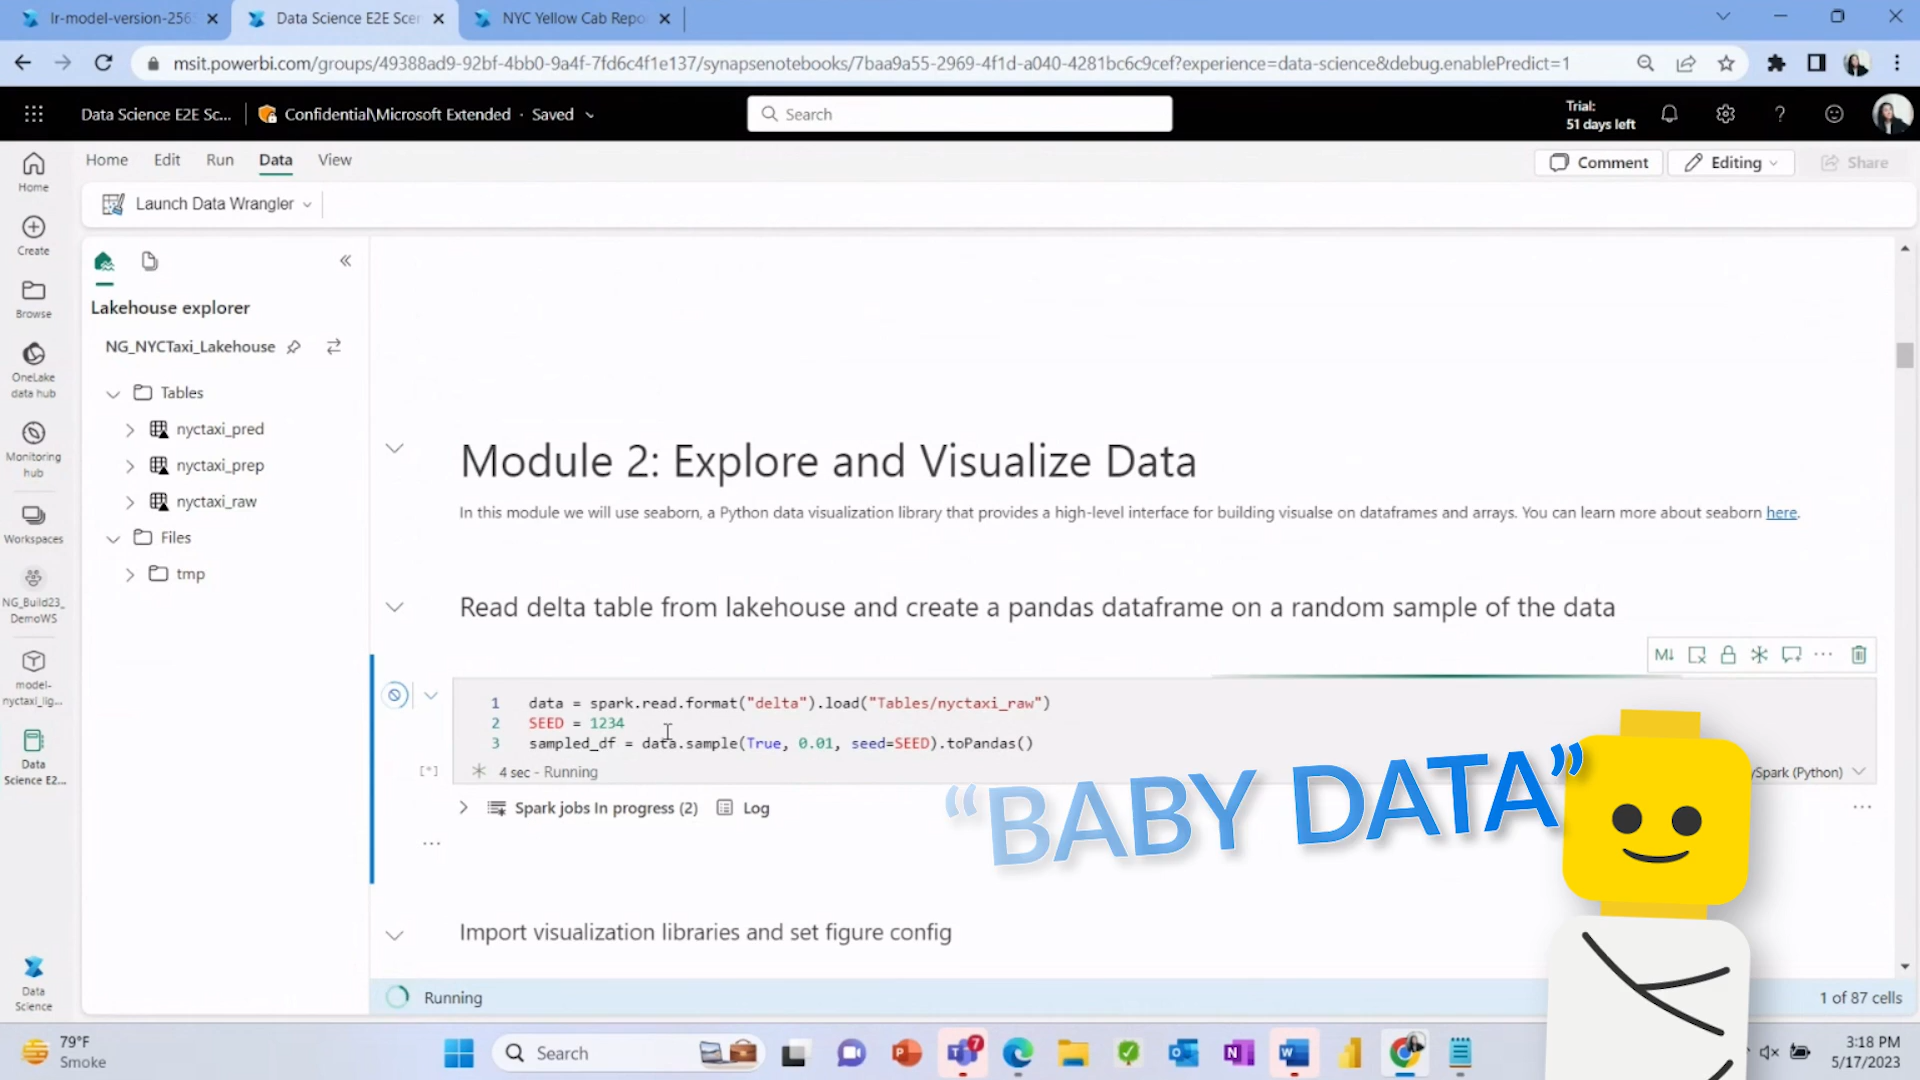 lr-model-version-256
Data Science E2E Scen
NYC Yellow Cab Repo
msit.powerbi.com/groups/49388ad9-92bf-4bb0-9a4f-7fd6c4f1e137/synapsenotebooks/7baa9a55-2969-4f1d-a040-4281bc6c9cef?experience=data-science&debug.enablePredict=1
Data Science E2E Sc...
Confidential\Microsoft Extended · Saved
Search
Trial:
51 days left
Home Edit Run Data View
Comment
Editing
Share
Launch Data Wrangler
Home
Create
Browse
OneLake
data hub
Monitoring
hub
Workspaces
NG_Build23_
DemoWS
model-
nyctaxi_lig...
Data
Science E2...
Data
Science
Lakehouse explorer
NG_NYCTaxi_Lakehouse
Tables
nyctaxi_pred
nyctaxi_prep
nyctaxi_raw
Files
tmp
Module 2: Explore and Visualize Data
In this module we will use seaborn, a Python data visualization library that provides a high-level interface for building visualse on dataframes and arrays. You can learn more about seaborn here.
Read delta table from lakehouse and create a pandas dataframe on a random sample of the data
M↓
1 data = spark.read.format("delta").load("Tables/nyctaxi_raw")
2 SEED = 1234
3 sampled_df = data.sample(True, 0.01, seed=SEED).toPandas()
[*]
4 sec - Running
ySpark (Python)
Spark jobs In progress (2)
Log
“BABY DATA”
Import visualization libraries and set figure config
Running
1 of 87 cells
79°F
Smoke
Search
7
3:18 PM
5/17/2023